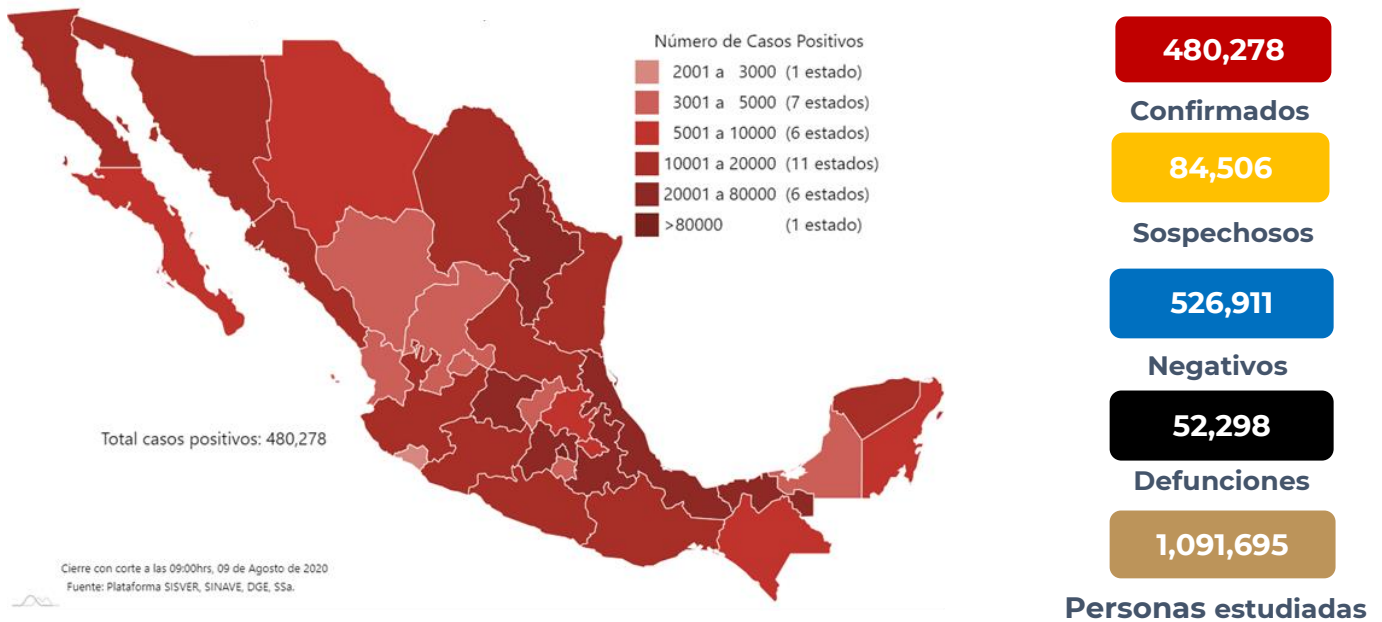 Número de Casos Positivos
2001 a 3000 (1 estado)
3001 a 5000 (7 estados)
5001 a 10000 (6 estados)
10001 a 20000 (11 estados)
20001 a 80000 (6 estados)
>80000 (1 estado)
Total casos positivos: 480,278
Cierre con corte a las 09:00hrs, 09 de Agosto de 2020
Fuente: Plataforma SISVER, SINAVE, DGE, SSa.
480,278
Confirmados
84,506
Sospechosos
526,911
Negativos
52,298
Defunciones
1,091,695
Personas estudiadas